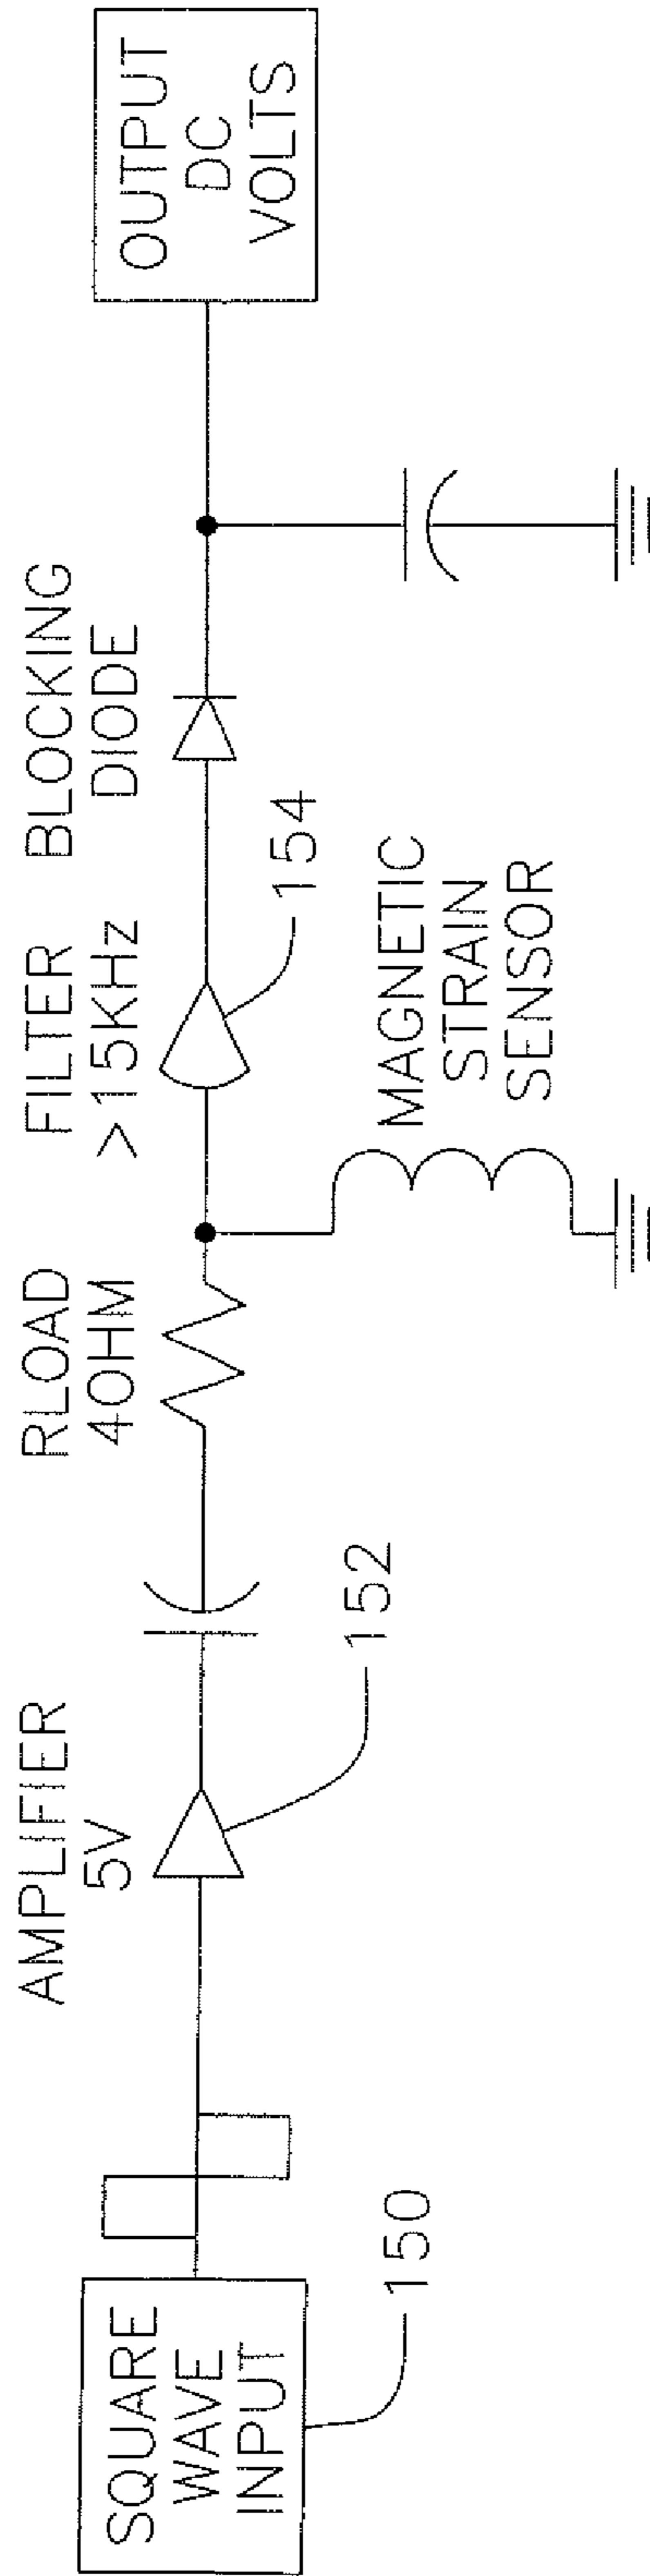 SQUARE
WAVE
INPUT
150
AMPLIFIER
5V
152
RLOAD
40HM
FILTER
>15KHz
154
MAGNETIC
STRAIN
SENSOR
BLOCKING
DIODE
OUTPUT
DC
VOLTS